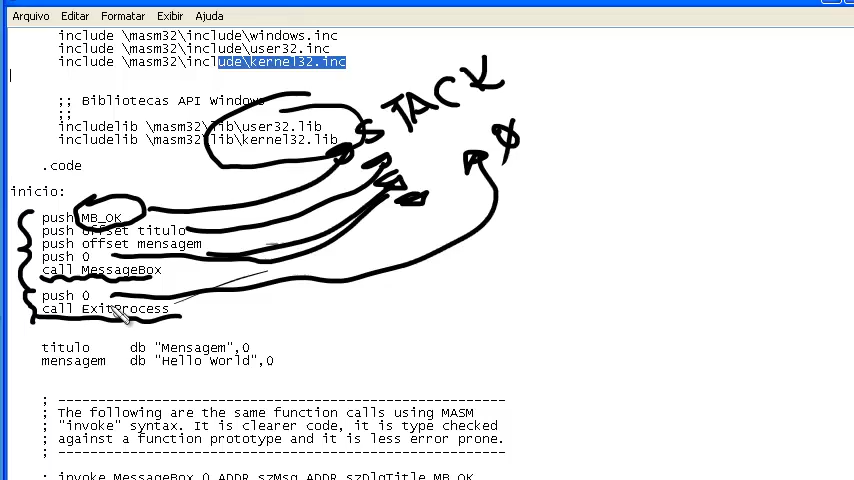 Arquivo Editar Formatar Exibir Ajuda
include \masm32\include\windows.inc
include \masm32\include\user32.inc
include \masm32\include\kernel32.inc
;; Bibliotecas API Windows
;;
includelib \masm32\lib\user32.lib
includelib \masm32\lib\kernel32.lib
STACK
0
.code
inicio:
push MB_OK
push offset titulo
push offset mensagem
push 0
call MessageBox
push 0
call ExitProcess
titulo db "Mensagem",0
mensagem db "Hello World",0
; --------------------------------------------------------
; The following are the same function calls using MASM
; "invoke" syntax. It is clearer code, it is type checked
; against a function prototype and it is less error prone.
; --------------------------------------------------------
; invoke MessageBox,0,ADDR szMsg,ADDR szDlgTitle,MB_OK